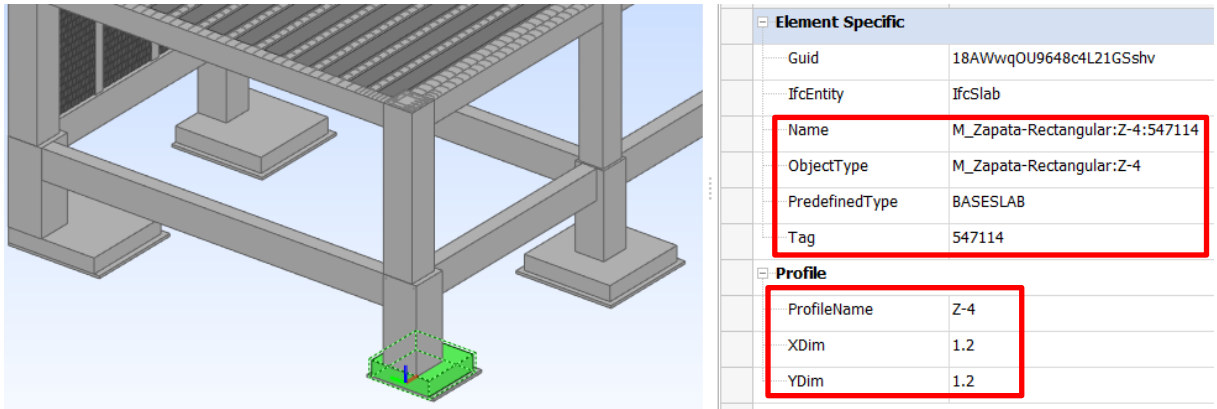 Element Specific
Guid 18AWwqOU9648c4L21GSshv
IfcEntity IfcSlab
Name M_Zapata-Rectangular:Z-4:547114
ObjectType M_Zapata-Rectangular:Z-4
PredefinedType BASESLAB
Tag 547114
Profile
ProfileName Z-4
XDim 1.2
YDim 1.2